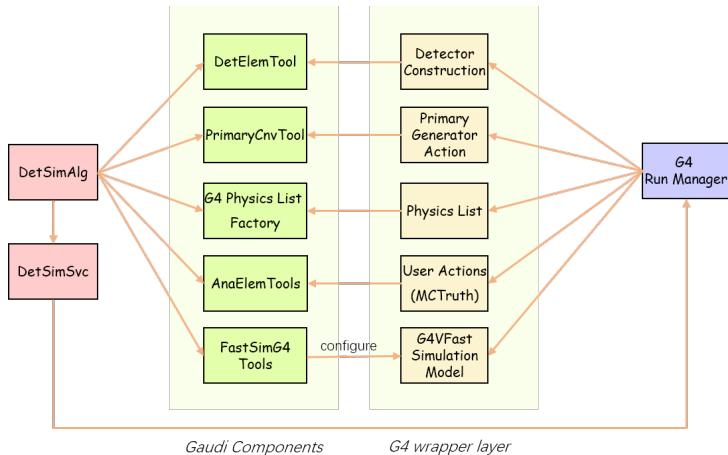 DetElemTool
Detector
Construction
PrimaryCnvTool
Primary
Generator
Action
DetSimAlg
G4
Run Manager
G4 Physics List
Factory
Physics List
DetSimSvc
AnaElemTools
User Actions
(MCTruth)
FastSimG4
Tools
configure
G4VFast
Simulation
Model
Gaudi Components
G4 wrapper layer